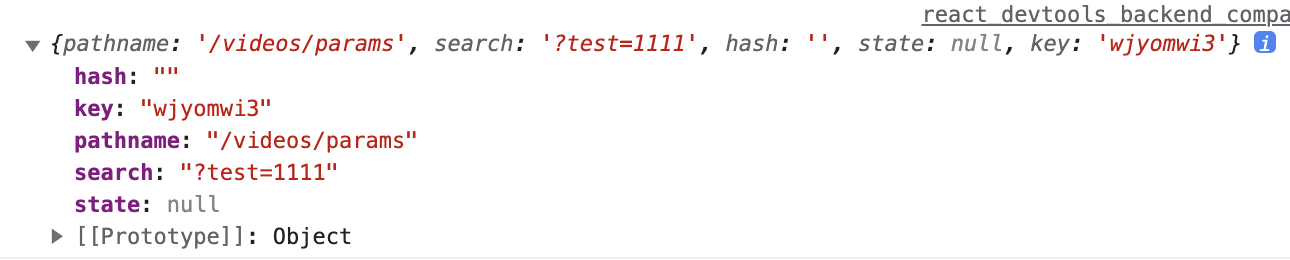 react_devtools_backend_compa
▼ {pathname: '/videos/params', search: '?test=1111', hash: '', state: null, key: 'wjyomwi3'} i
hash: ""
key: "wjyomwi3"
pathname: "/videos/params"
search: "?test=1111"
state: null
▶ [[Prototype]]: Object